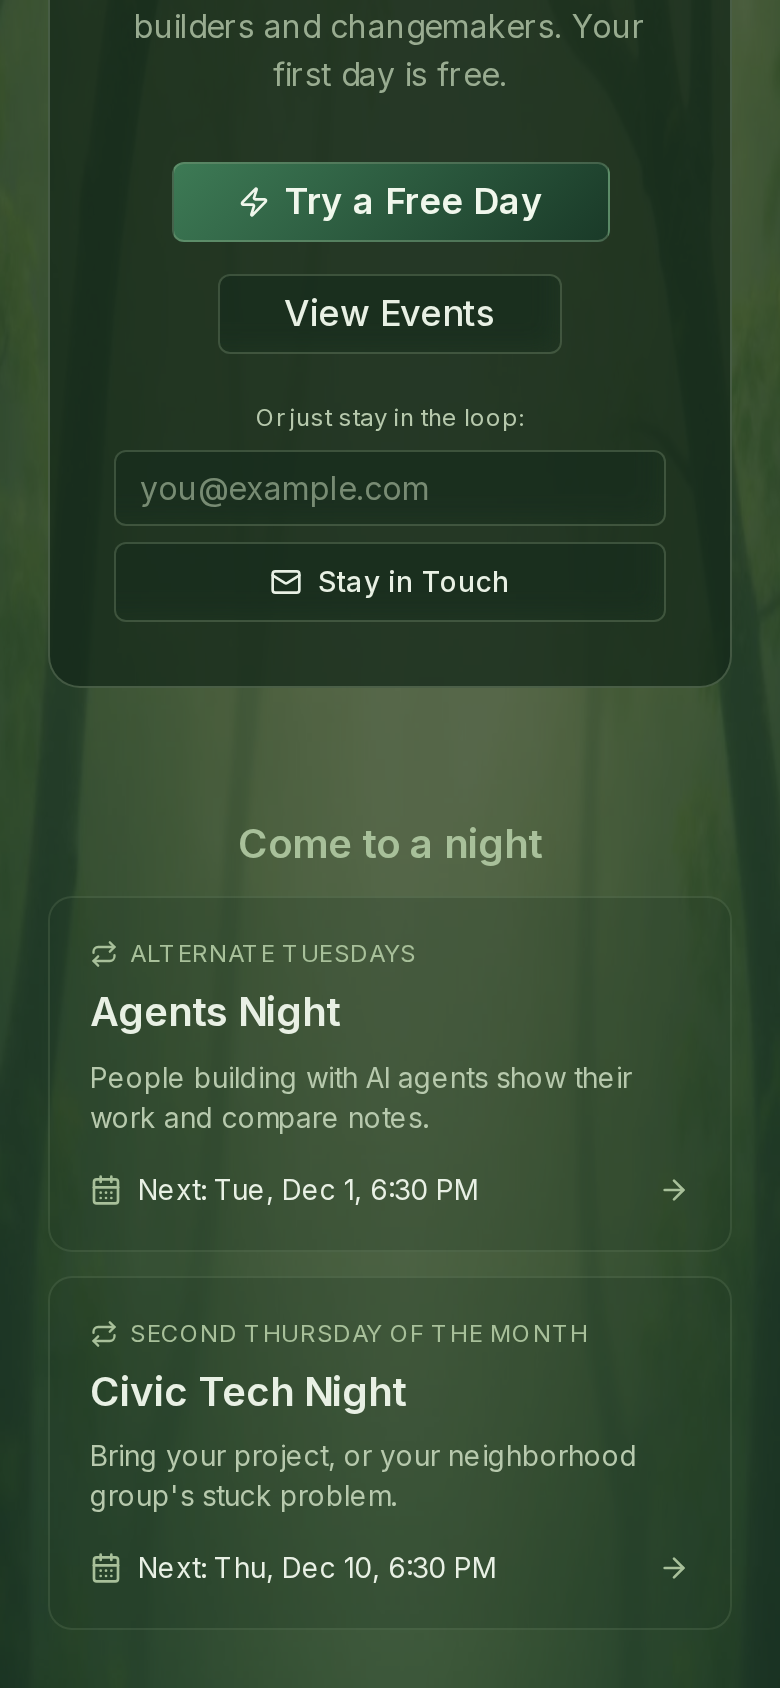 builders and changemakers. Your
first day is free.
Try a Free Day
View Events
Or just stay in the loop:
you@example.com
Stay in Touch
Come to a night
ALTERNATE TUESDAYS
Agents Night
People building with AI agents show their
work and compare notes.
Next: Tue, Dec 1, 6:30 PM
SECOND THURSDAY OF THE MONTH
Civic Tech Night
Bring your project, or your neighborhood
group's stuck problem.
Next: Thu, Dec 10, 6:30 PM